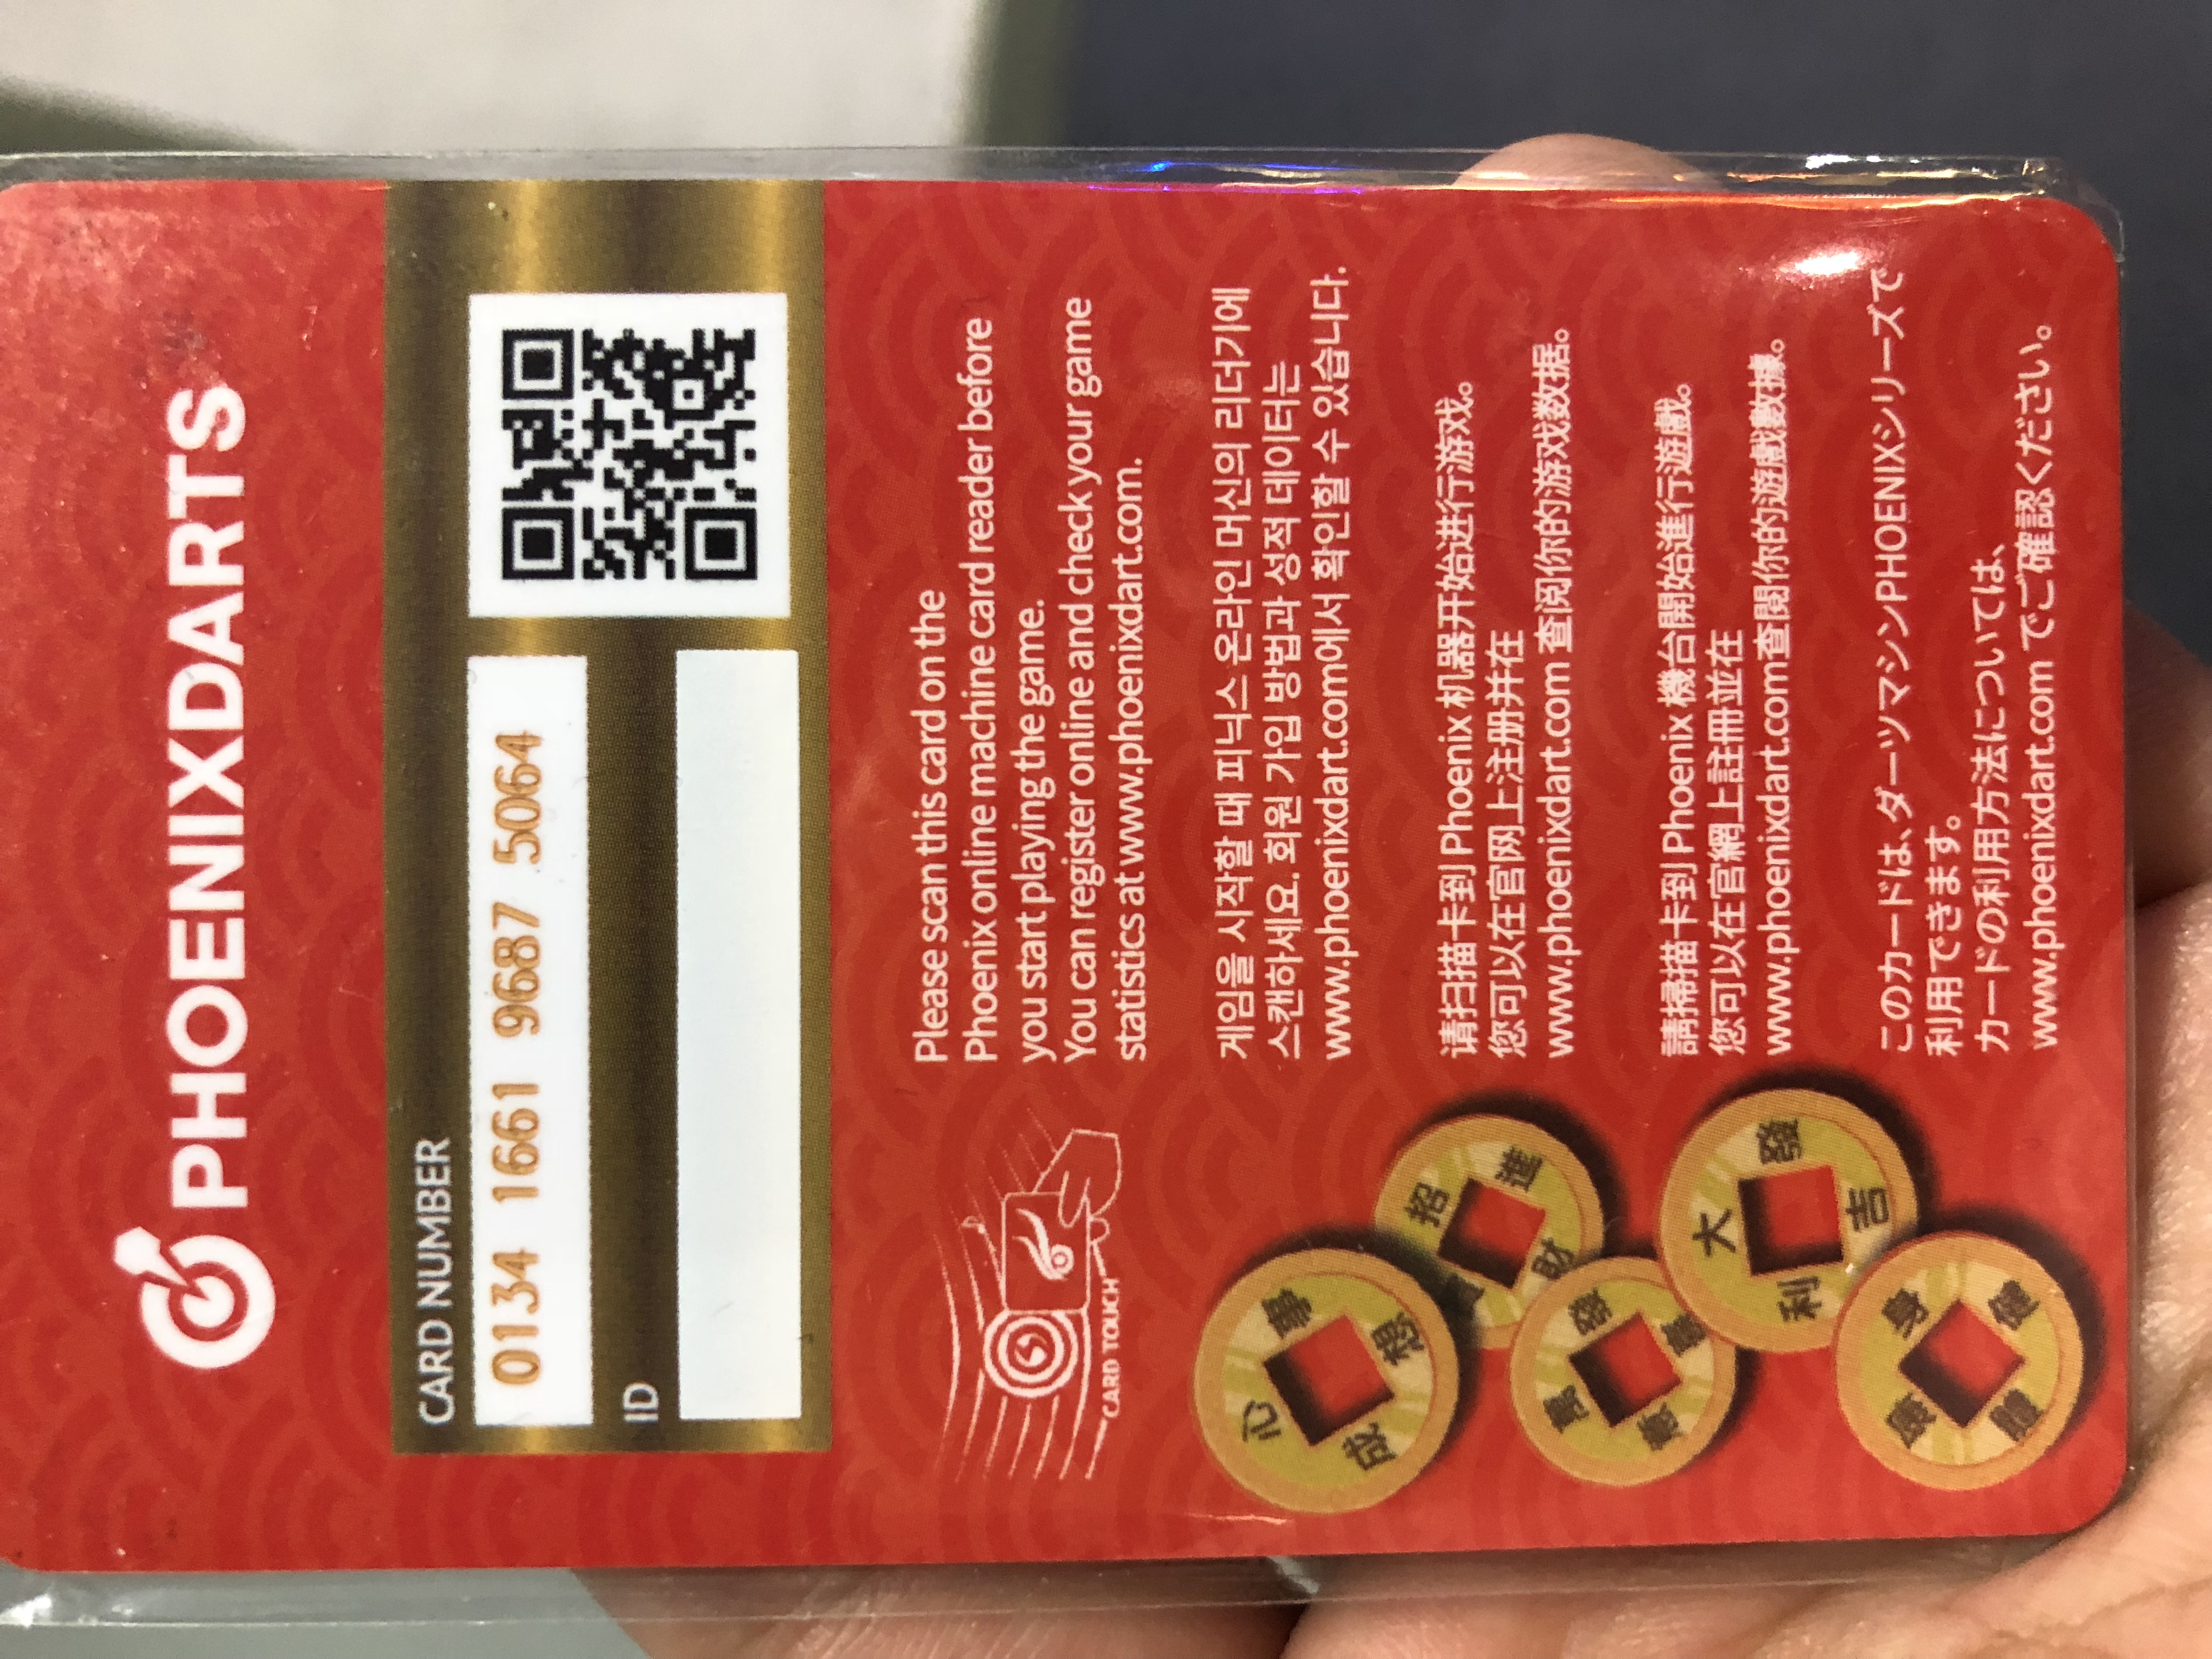 PHOENIXDARTS
CARD NUMBER
0134 1661 9687 5064
ID
Please scan this card on the
Phoenix online machine card reader before
you start playing the game.
You can register online and check your game
statistics at www.phoenixdart.com.
게임을 시작할 때 피닉스 온라인 머신의 리더기에
스캔하세요. 회원 가입 방법과 성적 데이터는
www.phoenixdart.com에서 확인할 수 있습니다.
请扫描卡到 Phoenix 机器开始进行游戏。
您可以在官网上注册并在
www.phoenixdart.com 查阅你的游戏数据。
請掃描卡到 Phoenix 機台開始進行遊戲。
您可以在官網上註冊並在
www.phoenixdart.com查閱你的遊戲數據。
このカードは、ダーツマシンPHOENIXシリーズで
利用できます。
カードの利用方法については、
www.phoenixdart.com でご確認ください。
CARD TOUCH
心想事成
招財進
大吉利發
身體健康